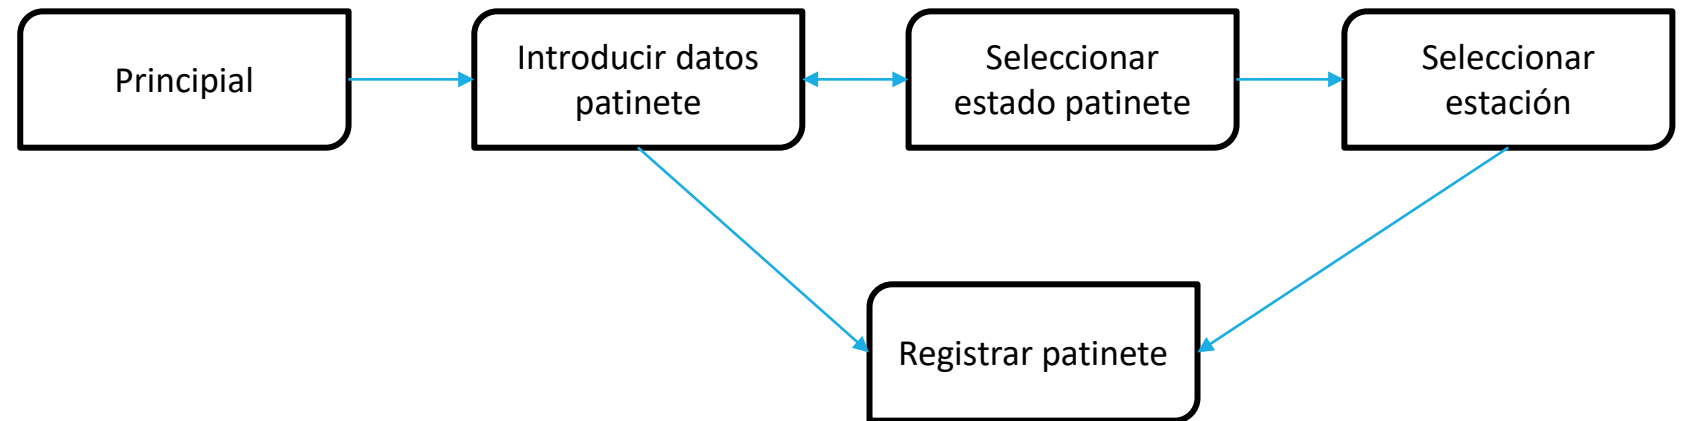 Principial
Introducir datos
patinete
Seleccionar
estado patinete
Seleccionar
estación
Registrar patinete